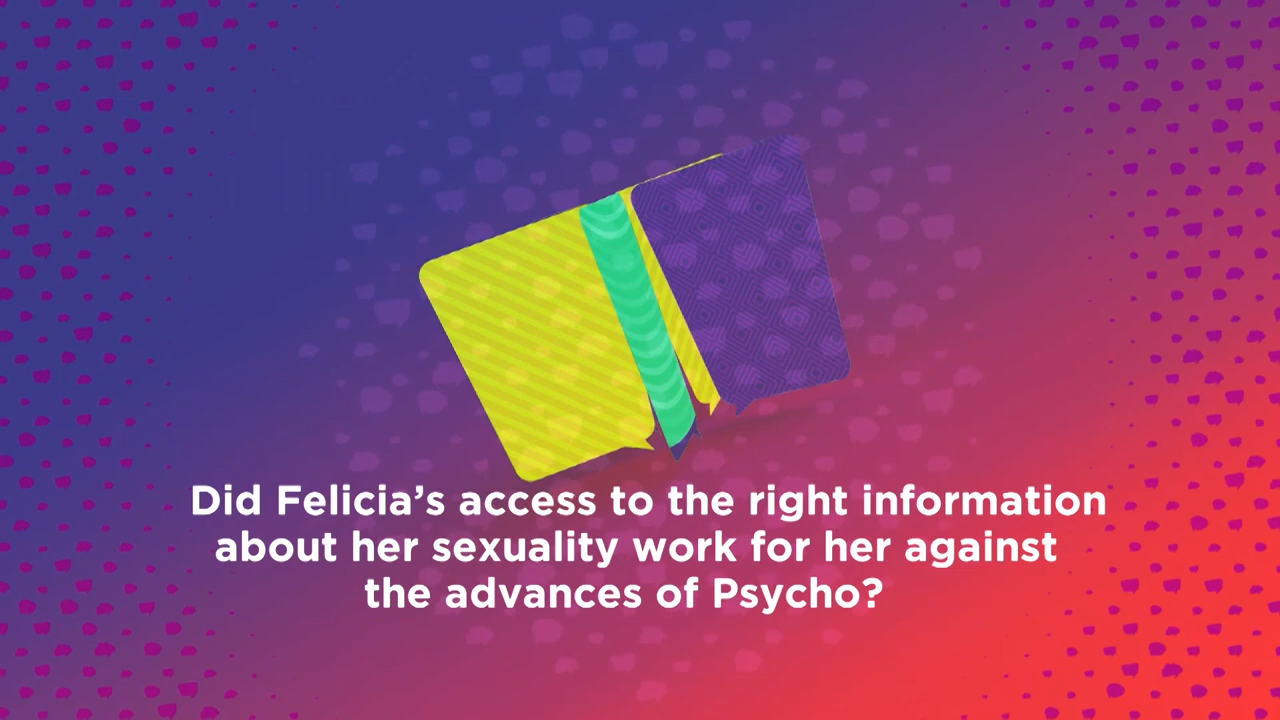 Did Felicia’s access to the right information
about her sexuality work for her against
the advances of Psycho?